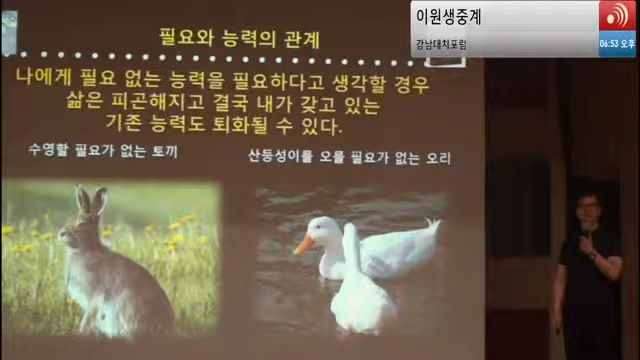 이원생중계
강남대치포럼
06:53 오후
필요와 능력의 관계
나에게 필요 없는 능력을 필요하다고 생각할 경우
삶은 피곤해지고 결국 내가 갖고 있는
기존 능력도 퇴화될 수 있다.
수영할 필요가 없는 토끼
산등성이를 오를 필요가 없는 오리